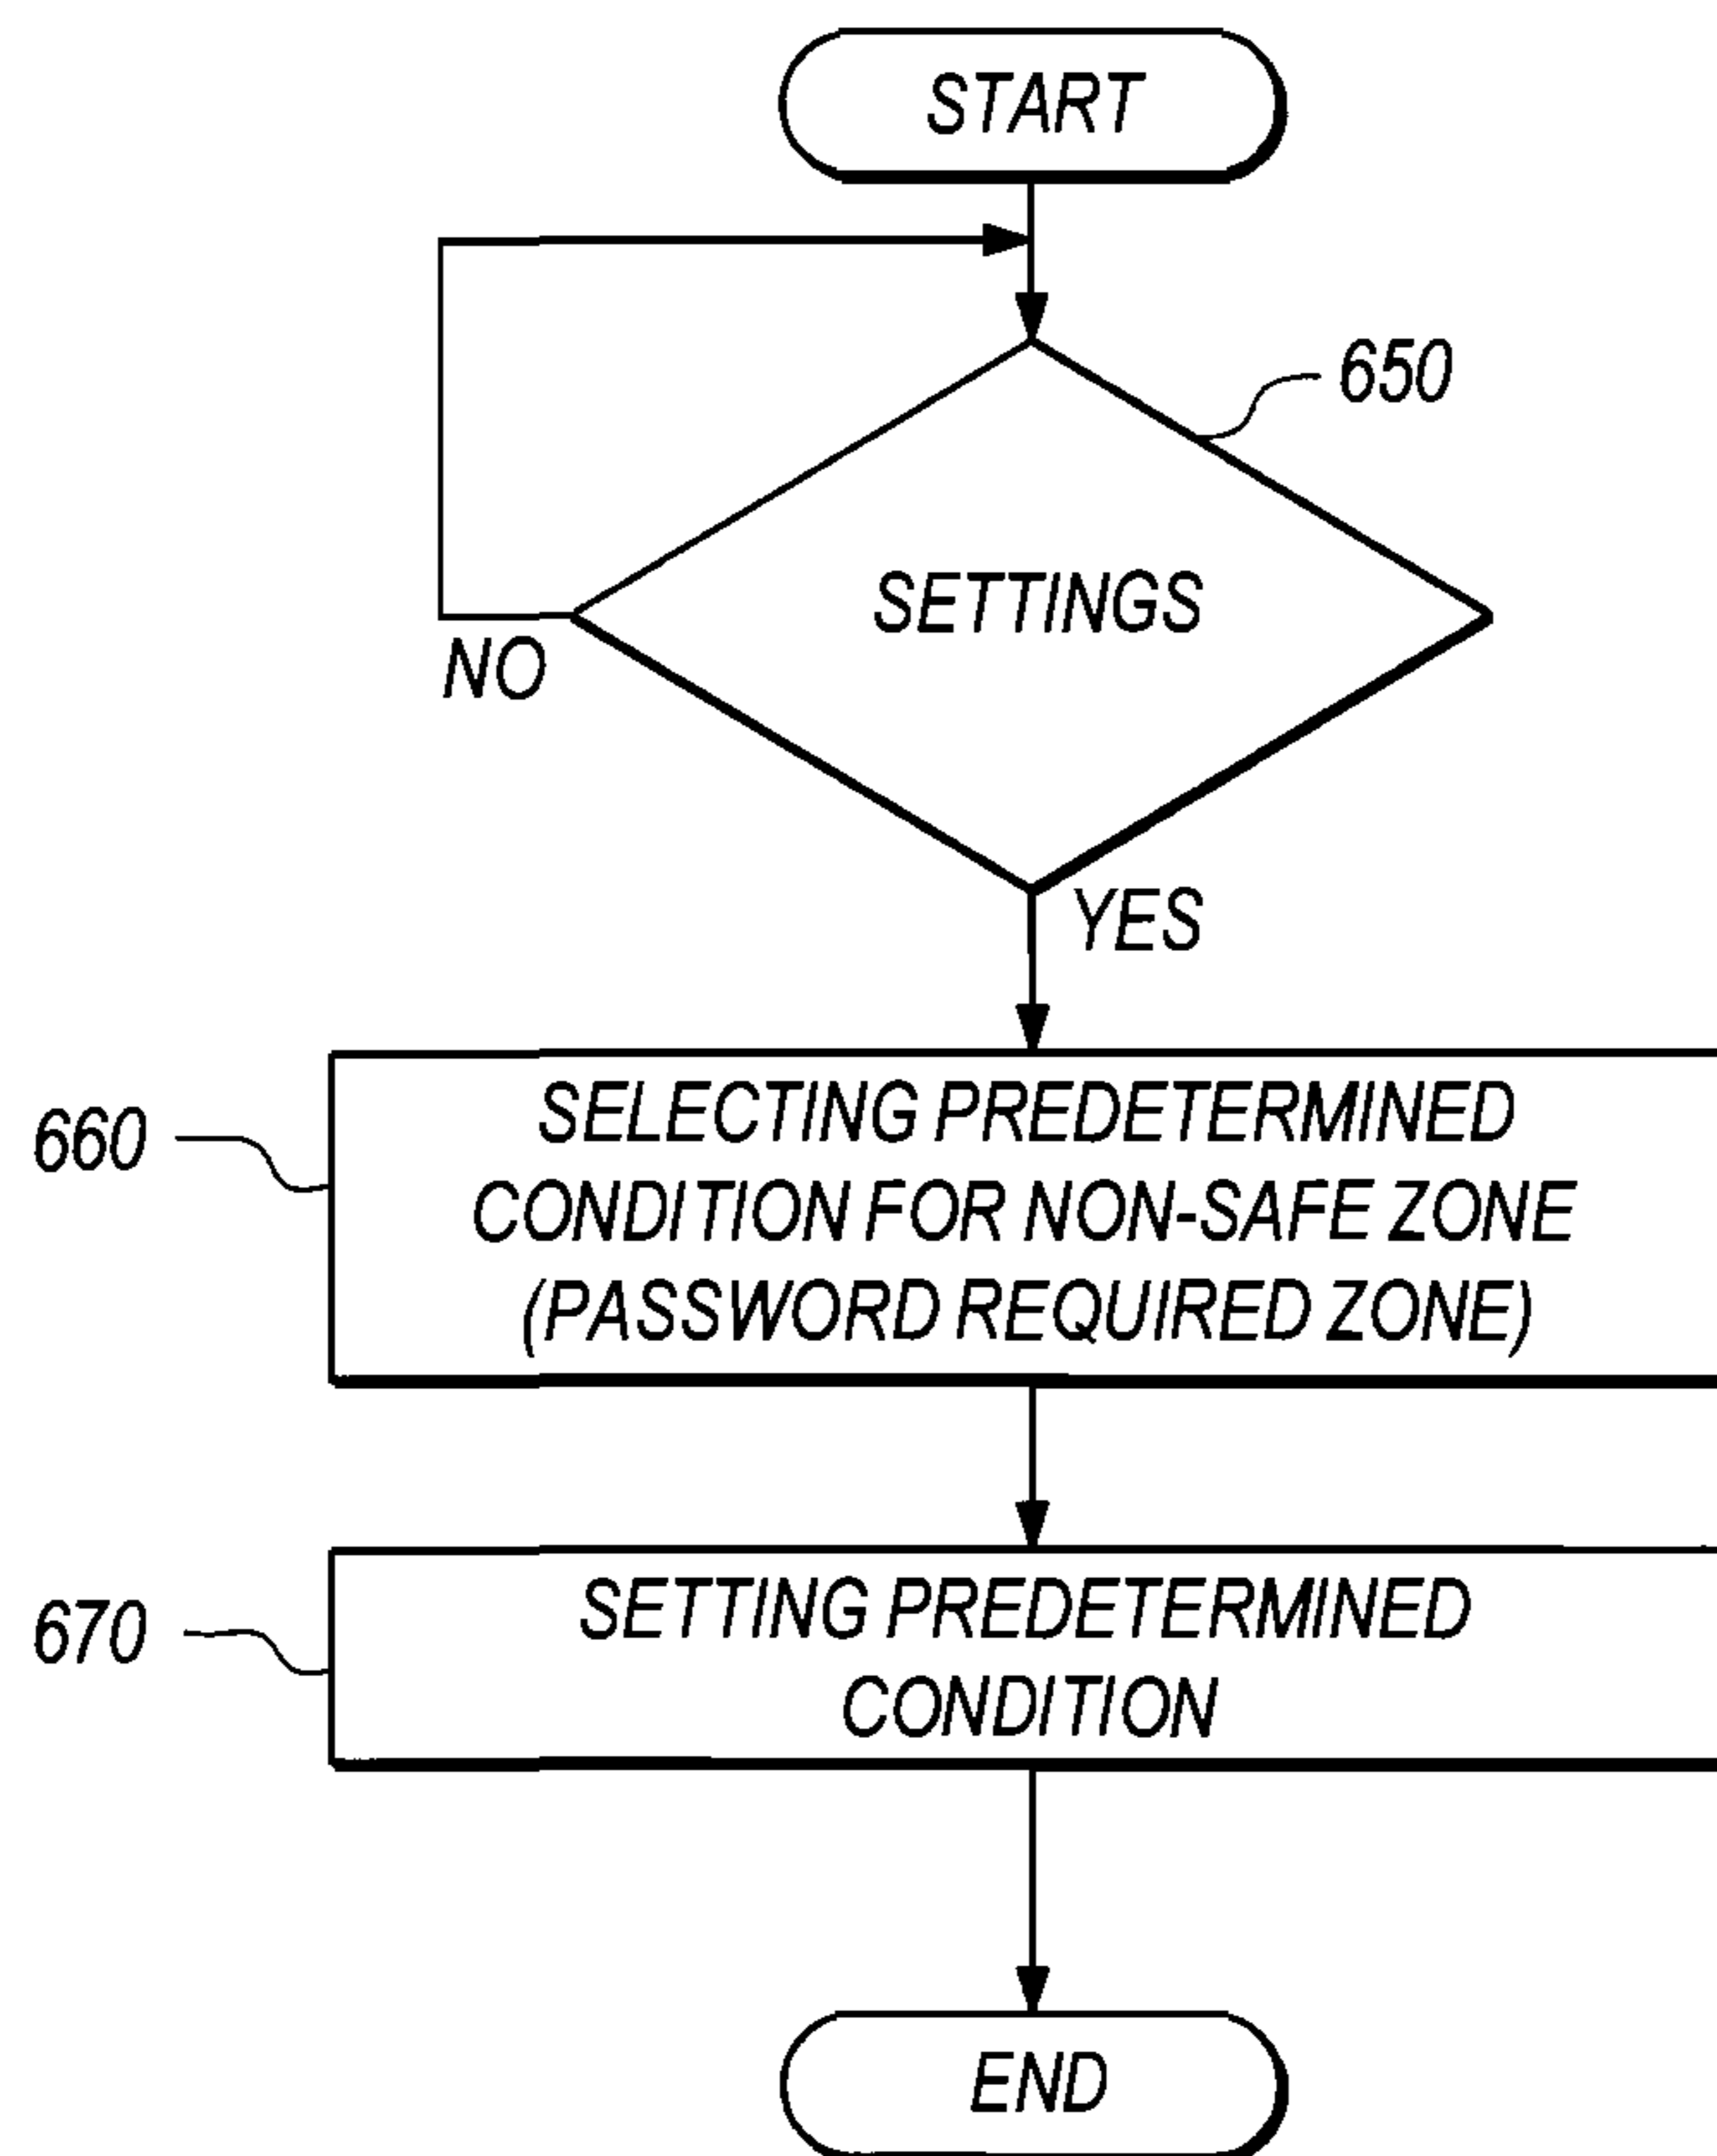 START
650
SETTINGS
NO
YES
660
SELECTING PREDETERMINED
CONDITION FOR NON-SAFE ZONE
(PASSWORD REQUIRED ZONE)
670
SETTING PREDETERMINED
CONDITION
END